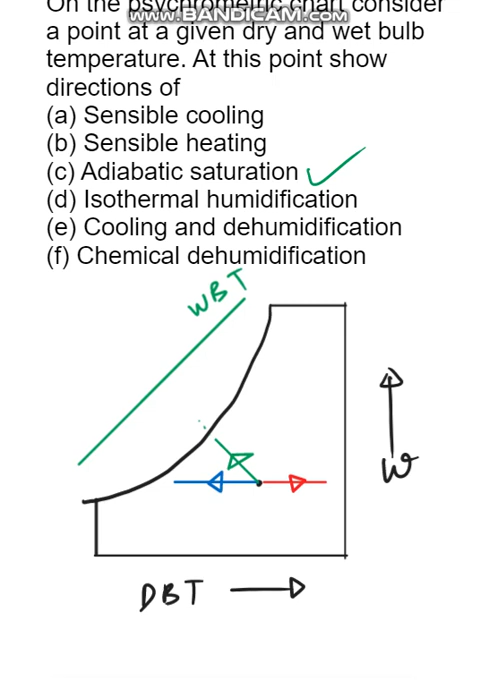 On the psychrometric chart consider
www.BANDICAM.com
a point at a given dry and wet bulb
temperature. At this point show
directions of
(a) Sensible cooling
(b) Sensible heating
(c) Adiabatic saturation
(d) Isothermal humidification
(e) Cooling and dehumidification
(f) Chemical dehumidification
WBT
W
DBT